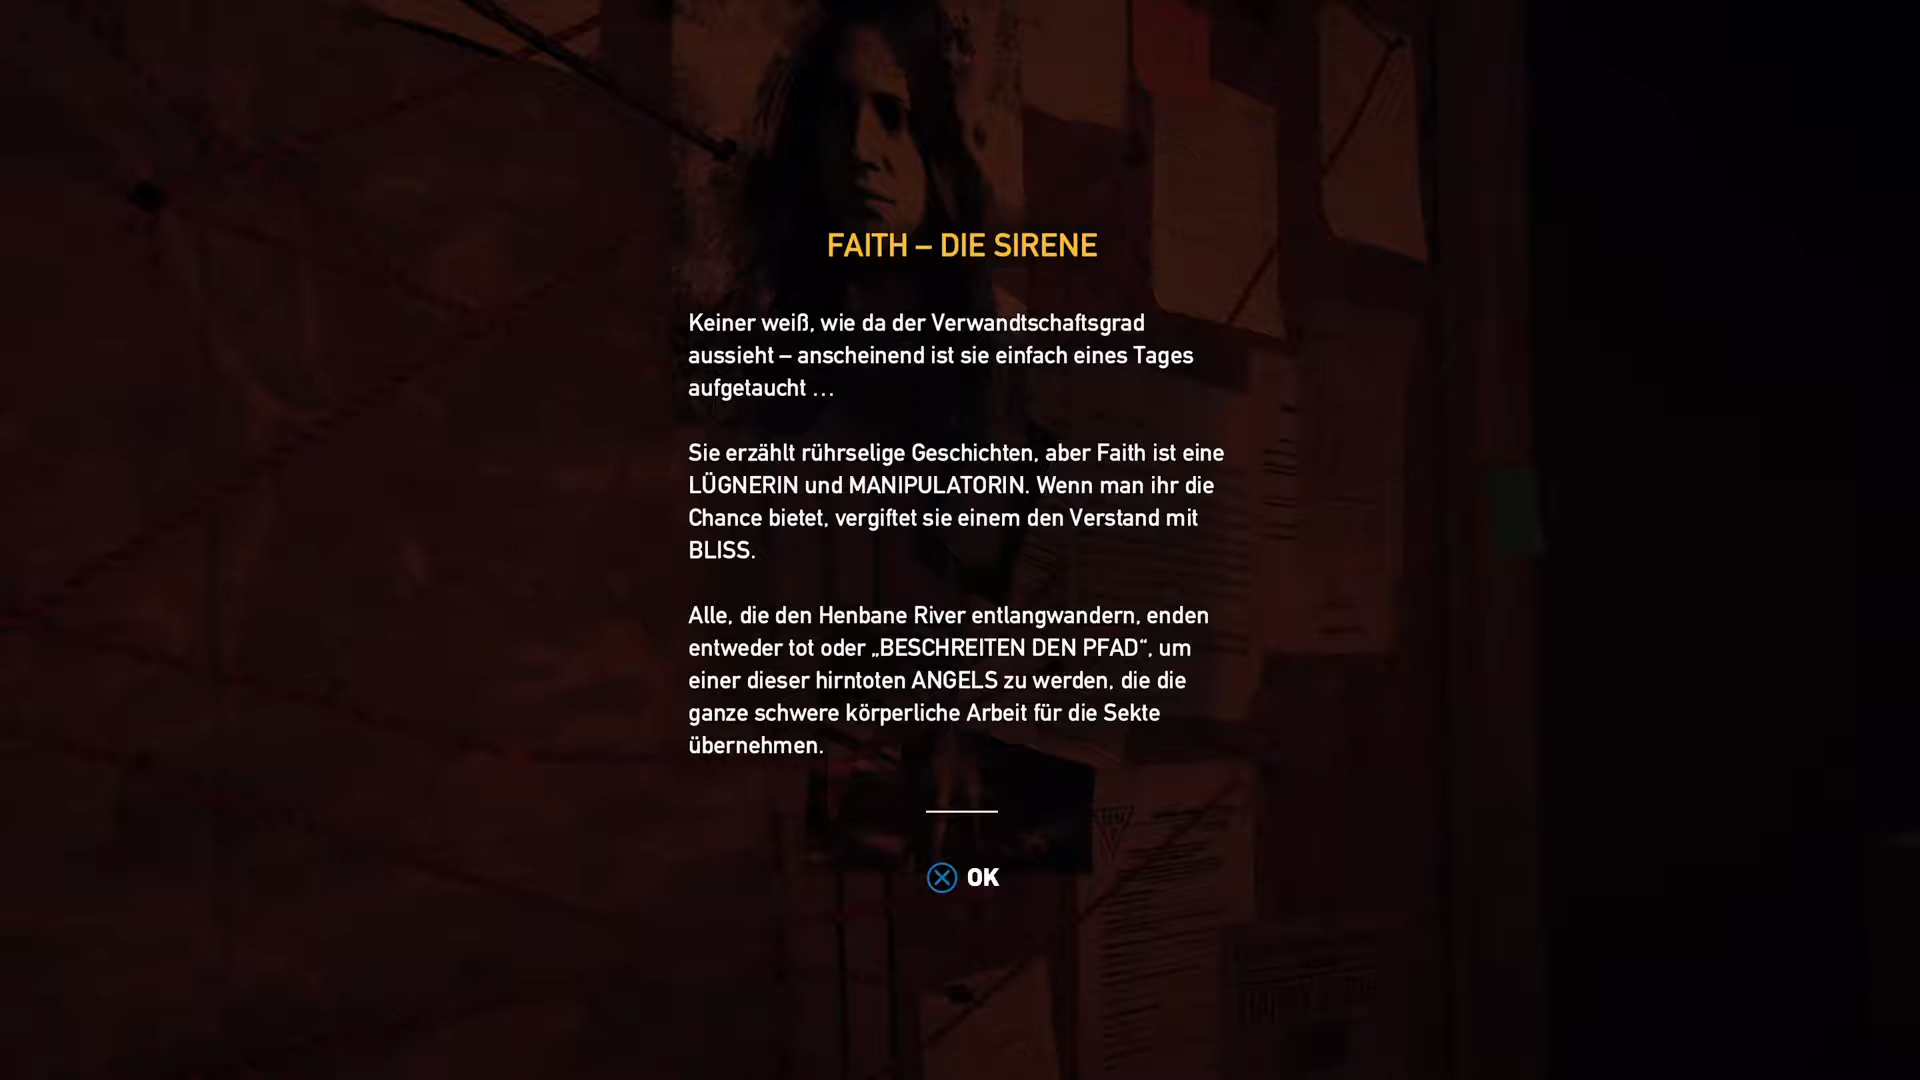 FAITH – DIE SIRENE
Keiner weiß, wie da der Verwandtschaftsgrad
aussieht – anscheinend ist sie einfach eines Tages
aufgetaucht …
Sie erzählt rührselige Geschichten, aber Faith ist eine
LÜGNERIN und MANIPULATORIN. Wenn man ihr die
Chance bietet, vergiftet sie einem den Verstand mit
BLISS.
Alle, die den Henbane River entlangwandern, enden
entweder tot oder „BESCHREITEN DEN PFAD“, um
einer dieser hirntoten ANGELS zu werden, die die
ganze schwere körperliche Arbeit für die Sekte
übernehmen.
OK